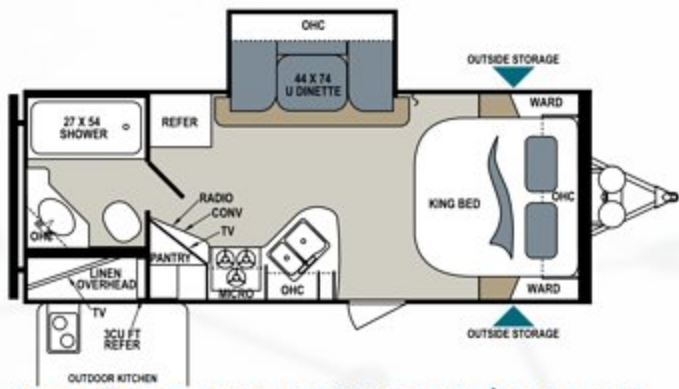 OHC
44 X 74
U DINETTE
OUTSIDE STORAGE
WARD
27 X 54
SHOWER
REFER
RADIO
CONV
TV
KING BED
OHC
OHC
PANTRY
LINEN
OVERHEAD
MICRO
OHC
WARD
TV
3CU FT
REFER
OUTSIDE STORAGE
OUTDOOR KITCHEN